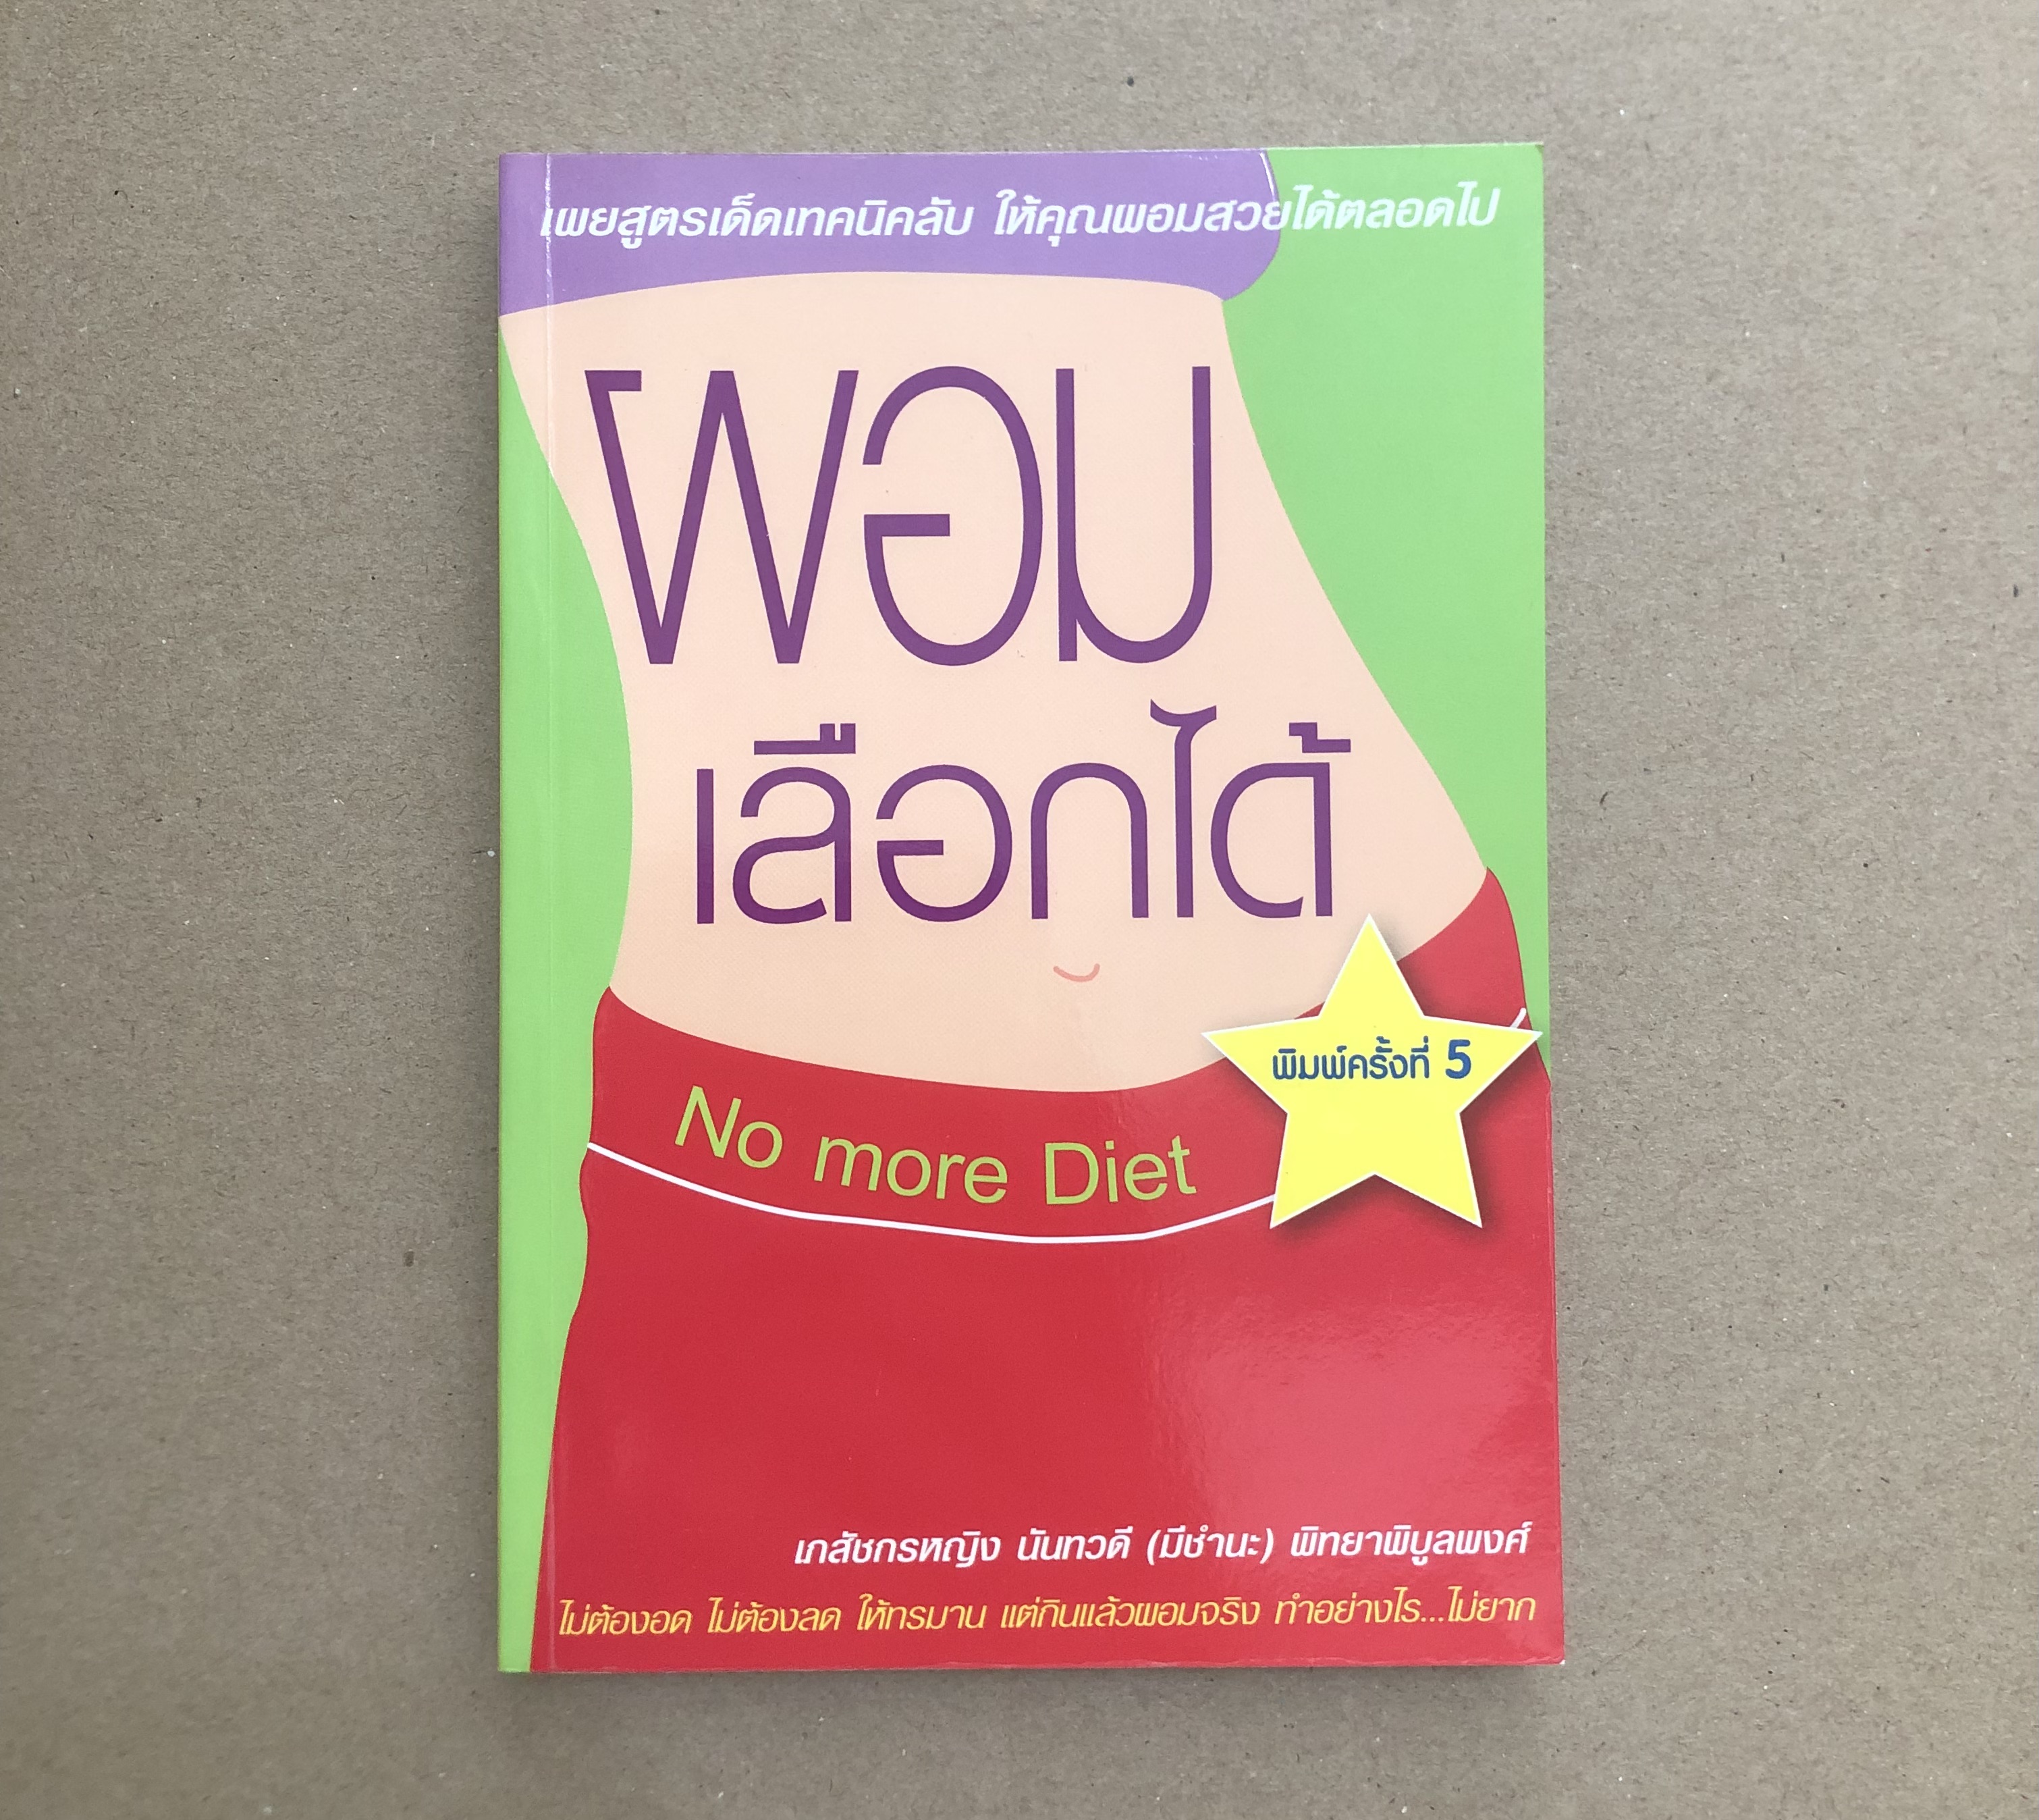 เผยสูตรเด็ดเทคนิคลับ ให้คุณผอมสวยได้ตลอดไป
ผอม
เลือกได้
พิมพ์ครั้งที่ 5
No more Diet
เภสัชกรหญิง นันทวดี (มีชำนะ) พิทยาพิบูลพงศ์
ไม่ต้องอด ไม่ต้องลด ให้ทรมาน แต่กินแล้วผอมจริง ทำอย่างไร...ไม่ยาก